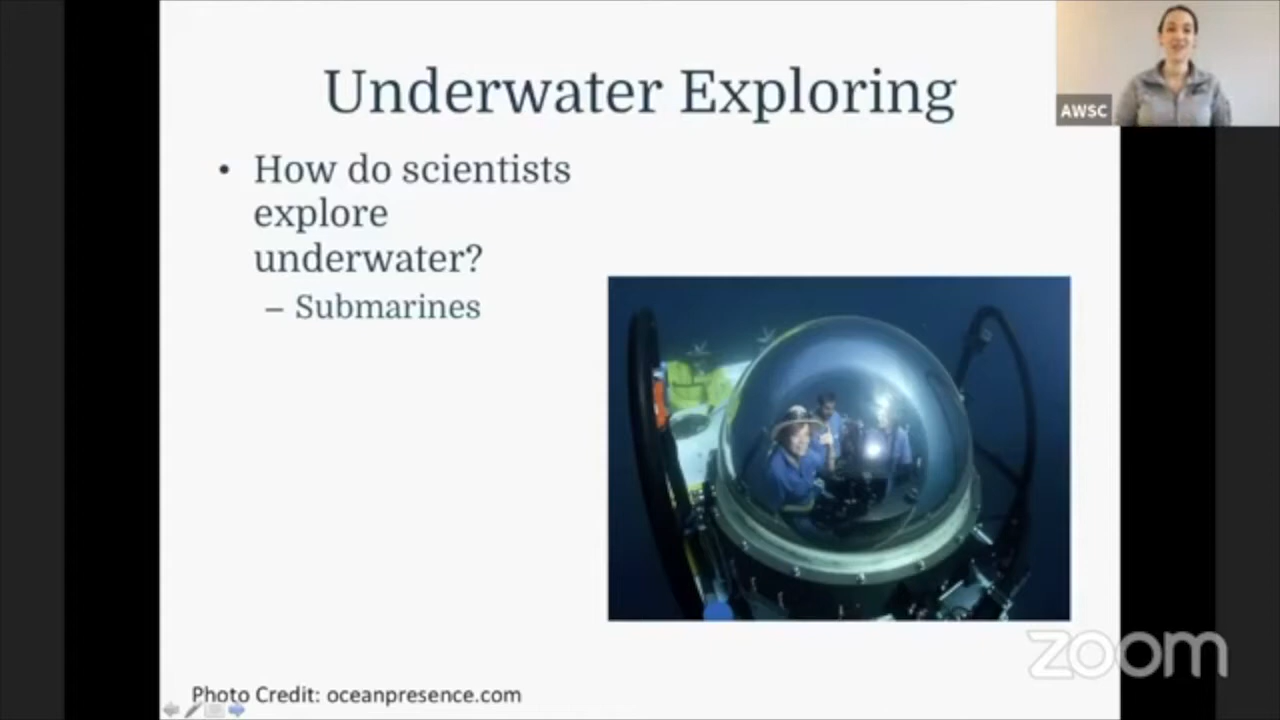 Underwater Exploring
AWSC
• How do scientists
explore
underwater?
– Submarines
zoom
Photo Credit: oceanpresence.com